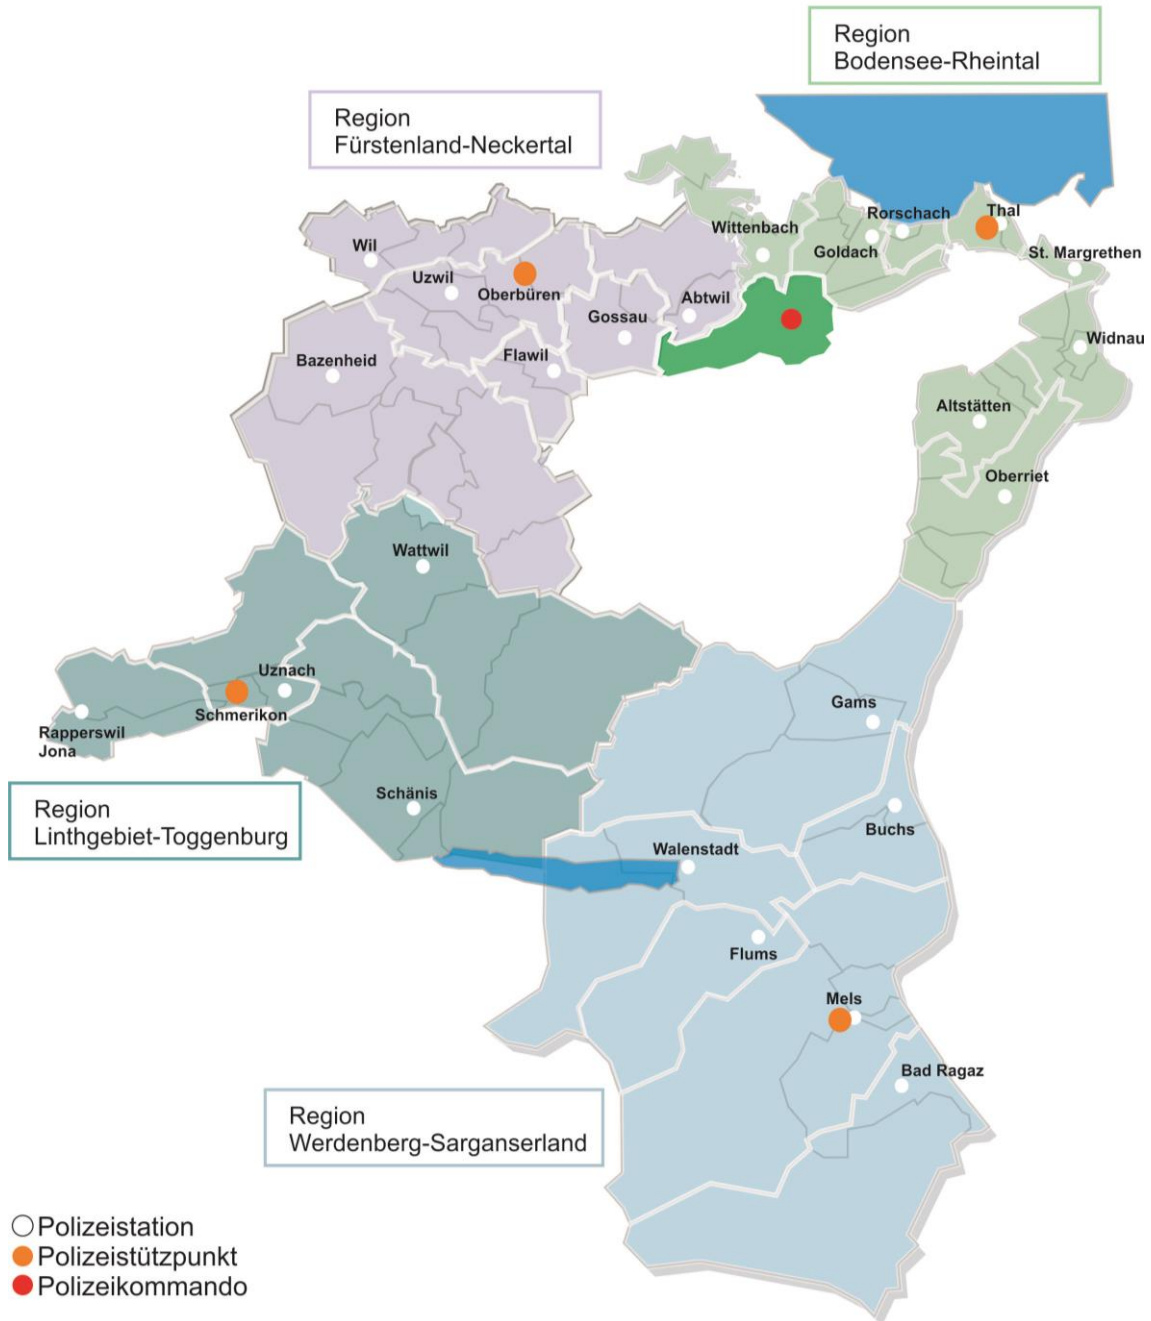 Region
Bodensee-Rheintal
Region
Fürstenland-Neckertal
Rorschach
Thal
Wittenbach
Goldach
St. Margrethen
Wil
Uzwil
Oberbüren
Abtwil
Gossau
Widnau
Bazenheid
Flawil
Altstätten
Oberriet
Wattwil
Uznach
Schmerikon
Rapperswil
Jona
Gams
Schänis
Region
Linthgebiet-Toggenburg
Buchs
Walenstadt
Flums
Mels
Bad Ragaz
Region
Werdenberg-Sarganserland
Polizeistation
Polizeistützpunkt
Polizeikommando